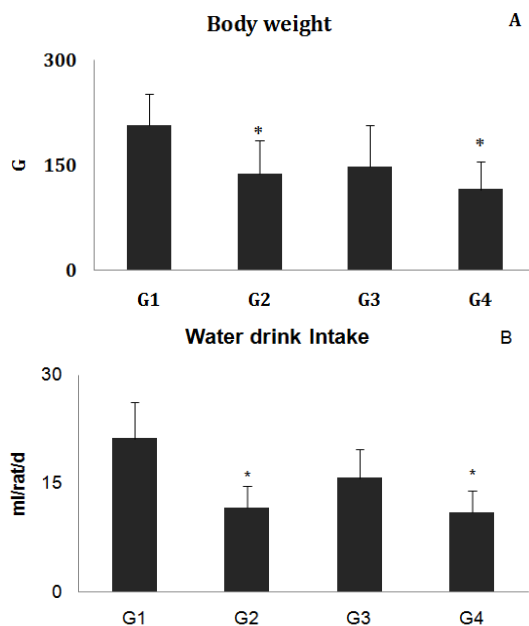 Body weight
A
300
150
0
G
*
*
G1 G2 G3 G4
Water drink Intake
B
30
15
0
ml/rat/d
*
*
G1 G2 G3 G4